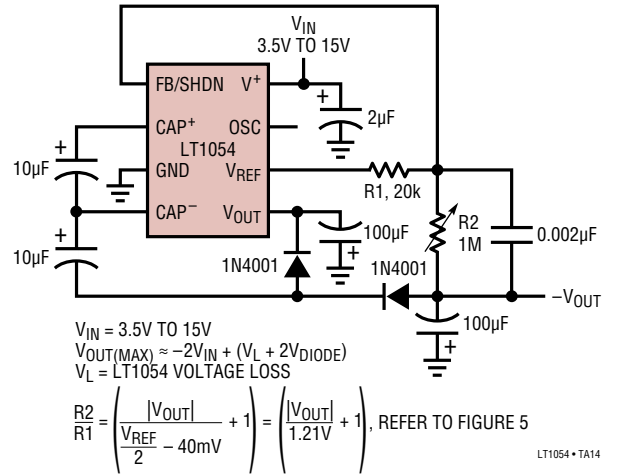 V_IN
3.5V TO 15V
FB/SHDN V⁺
CAP⁺ OSC
LT1054
GND V_REF
CAP⁻ V_OUT
+
2µF
+
10µF
+
10µF
R1, 20k
R2
1M
0.002µF
100µF
+
1N4001
1N4001
–V_OUT
100µF
+
V_IN = 3.5V TO 15V
V_OUT(MAX) ≈ –2V_IN + (V_L + 2V_DIODE)
V_L = LT1054 VOLTAGE LOSS
R2/R1 = (|V_OUT| / (V_REF/2 – 40mV) + 1) = (|V_OUT|/1.21V + 1), REFER TO FIGURE 5
LT1054 • TA14